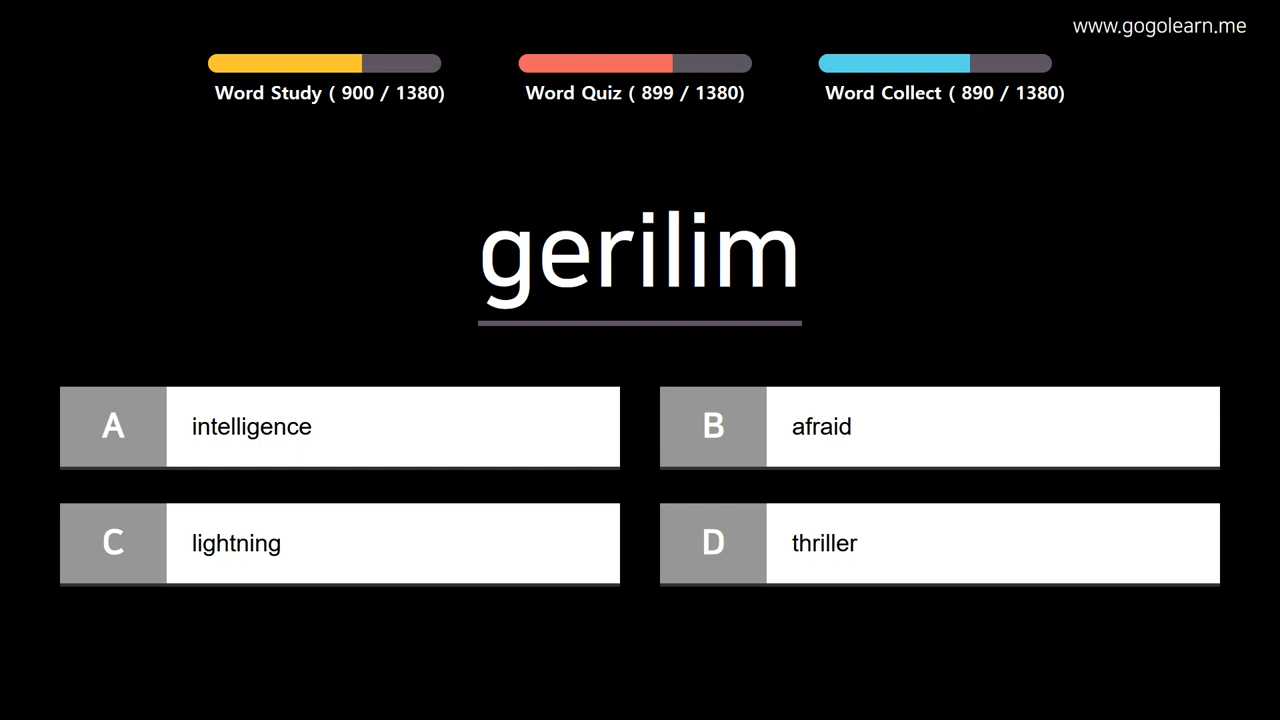 www.gogolearn.me
Word Study ( 900 / 1380)
Word Quiz ( 899 / 1380)
Word Collect ( 890 / 1380)
gerilim
A intelligence
B afraid
C lightning
D thriller